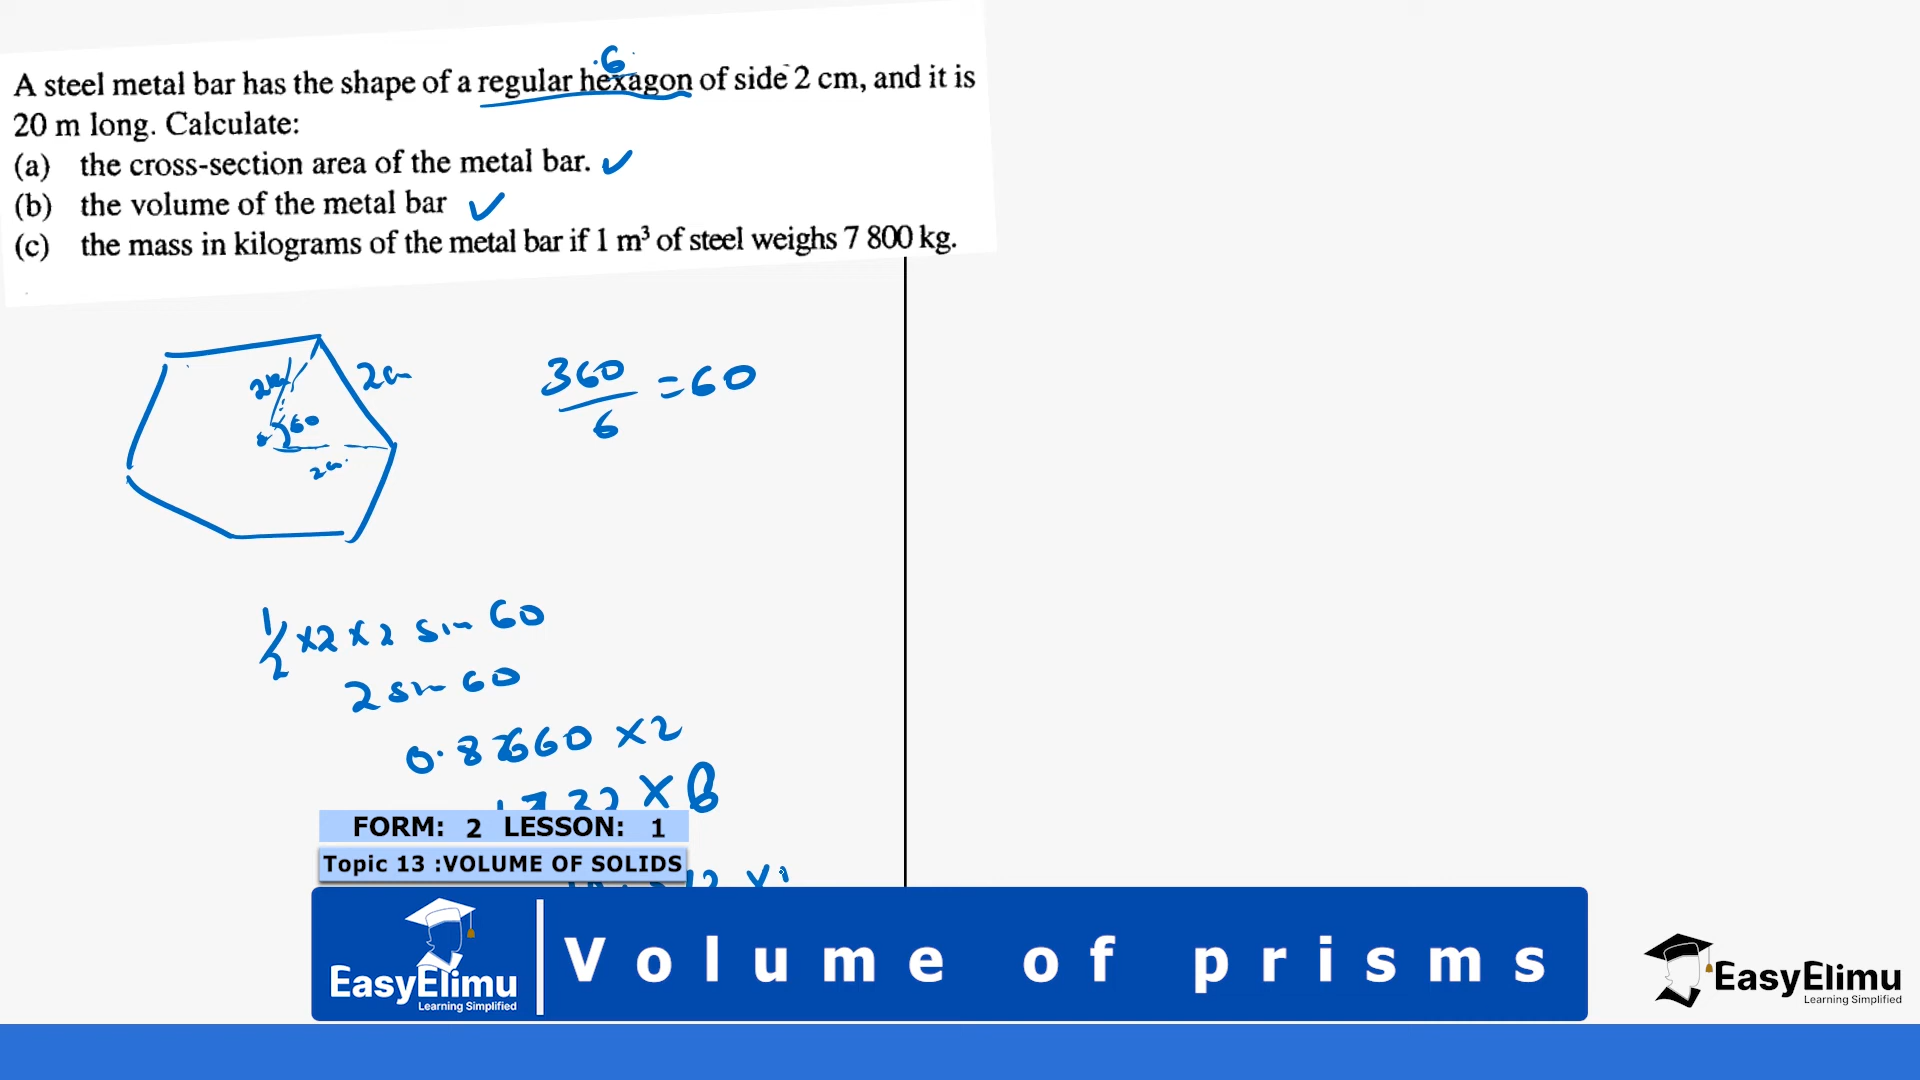 6
A steel metal bar has the shape of a regular hexagon of side 2 cm, and it is
20 m long. Calculate:
(a) the cross-section area of the metal bar.
(b) the volume of the metal bar
(c) the mass in kilograms of the metal bar if 1 m³ of steel weighs 7 800 kg.
2cm
60
2cm
360/6 = 60
1/2 × 2 × 2 sin 60
2 sin 60
× 2
× 6
FORM: 2 LESSON: 1
Topic 13 :VOLUME OF SOLIDS
EasyElimu
Learning Simplified
Volume of prisms
EasyElimu
Learning Simplified